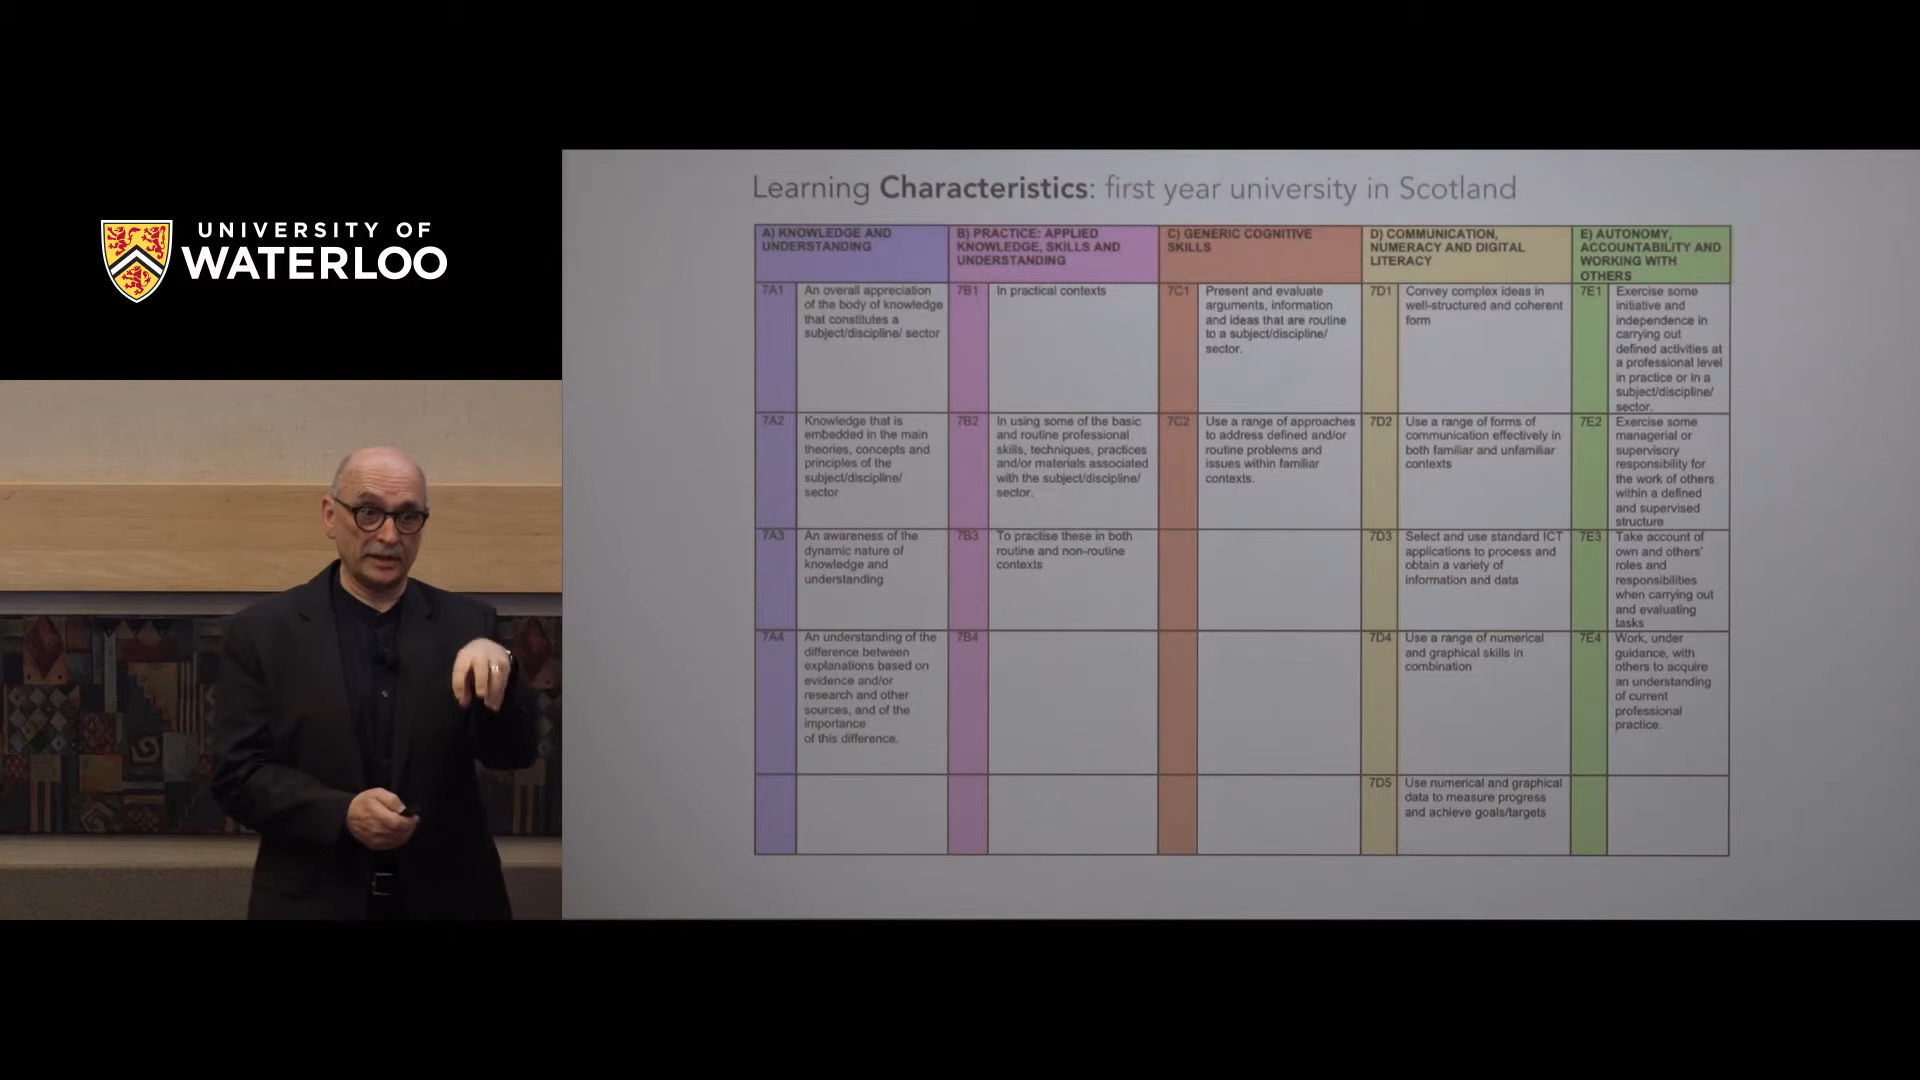 UNIVERSITY OF
WATERLOO
Learning Characteristics: first year university in Scotland
A) KNOWLEDGE AND
UNDERSTANDING
B) PRACTICE: APPLIED
KNOWLEDGE, SKILLS AND
UNDERSTANDING
C) GENERIC COGNITIVE
SKILLS
D) COMMUNICATION,
NUMERACY AND DIGITAL
LITERACY
E) AUTONOMY,
ACCOUNTABILITY AND
WORKING WITH
OTHERS
7A1
An overall appreciation
of the body of knowledge
that constitutes a
subject/discipline/ sector
7B1
In practical contexts
7C1
Present and evaluate
arguments, information
and ideas that are routine
to a subject/discipline/
sector.
7D1
Convey complex ideas in
well-structured and coherent
form
7E1
Exercise some
initiative and
independence in
carrying out
defined activities at
a professional level
in practice or in a
subject/discipline/
sector.
7A2
Knowledge that is
embedded in the main
theories, concepts and
principles of the
subject/discipline/
sector
7B2
In using some of the basic
and routine professional
skills, techniques, practices
and/or materials associated
with the subject/discipline/
sector.
7C2
Use a range of approaches
to address defined and/or
routine problems and
issues within familiar
contexts.
7D2
Use a range of forms of
communication effectively in
both familiar and unfamiliar
contexts
7E2
Exercise some
managerial or
supervisory
responsibility for
the work of others
within a defined
and supervised
structure
7A3
An awareness of the
dynamic nature of
knowledge and
understanding
7B3
To practise these in both
routine and non-routine
contexts
7D3
Select and use standard ICT
applications to process and
obtain a variety of
information and data
7E3
Take account of
own and others'
roles and
responsibilities
when carrying out
and evaluating
tasks
7A4
An understanding of the
difference between
explanations based on
evidence and/or
research and other
sources, and of the
importance
of this difference.
7B4
7D4
Use a range of numerical
and graphical skills in
combination
7E4
Work, under
guidance, with
others to acquire
an understanding
of current
professional
practice.
7D5
Use numerical and graphical
data to measure progress
and achieve goals/targets